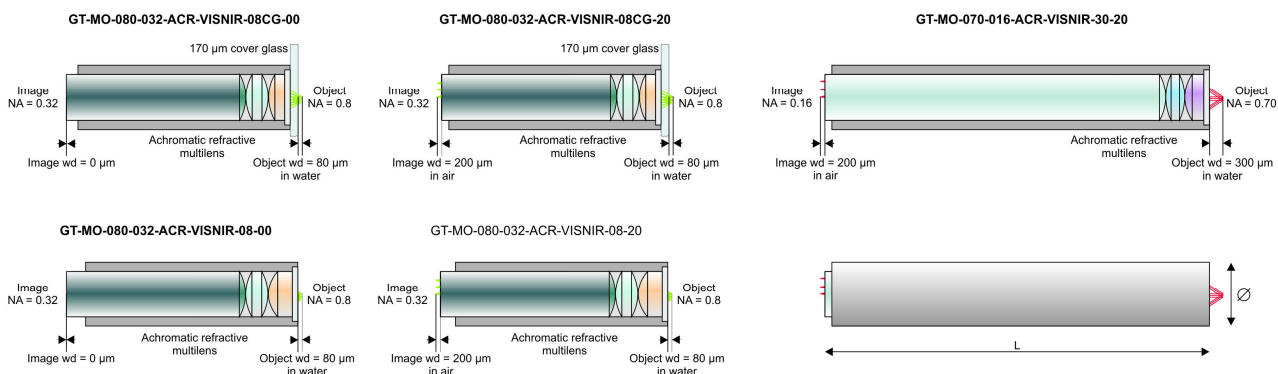 GT-MO-080-032-ACR-VISNIR-08CG-00
170 µm cover glass
Image
NA = 0.32
Object
NA = 0.8
Achromatic refractive
multilens
Image wd = 0 µm
Object wd = 80 µm
in water
GT-MO-080-032-ACR-VISNIR-08CG-20
170 µm cover glass
Image
NA = 0.32
Object
NA = 0.8
Achromatic refractive
multilens
Image wd = 200 µm
in air
Object wd = 80 µm
in water
GT-MO-070-016-ACR-VISNIR-30-20
Image
NA = 0.16
Object
NA = 0.70
Achromatic refractive
multilens
Image wd = 200 µm
in air
Object wd = 300 µm
in water
GT-MO-080-032-ACR-VISNIR-08-00
Image
NA = 0.32
Object
NA = 0.8
Achromatic refractive
multilens
Image wd = 0 µm
Object wd = 80 µm
in water
GT-MO-080-032-ACR-VISNIR-08-20
Image
NA = 0.32
Object
NA = 0.8
Achromatic refractive
multilens
Image wd = 200 µm
in air
Object wd = 80 µm
in water
Ø
L